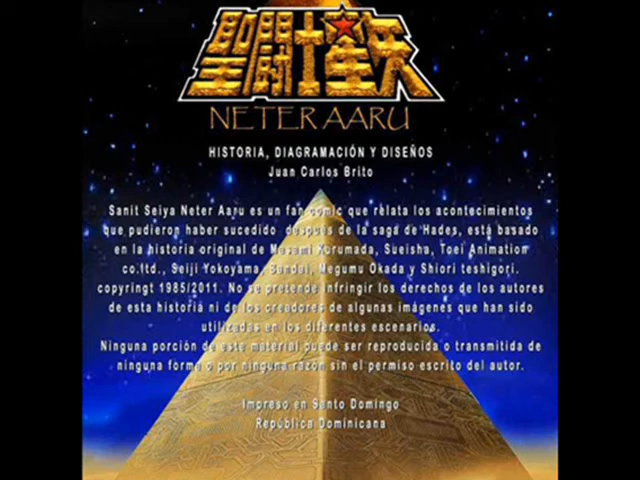 聖闘士星矢
NETER AARU
HISTORIA, DIAGRAMACIÓN Y DISEÑOS
Juan Carlos Brito
Sanit Seiya Neter Aaru es un fan comic que relata los acontecimientos
que pudieron haber sucedido después de la saga de Hades, está basado
en la historia original de Masami Kurumada, Sueisha, Toei Animation
co.ltd., Seiji Yokoyama, Bandai, Megumu Okada y Shiori teshigori.
copyringt 1985/2011. No se pretende infringir los derechos de los autores
de esta historia ni de los creadores de algunas imágenes que han sido
utilizadas en los diferentes escenarios.
Ninguna porción de este material puede ser reproducida o transmitida de
ninguna forma o por ninguna razón sin el permiso escrito del autor.
Impreso en Santo Domingo
República Dominicana